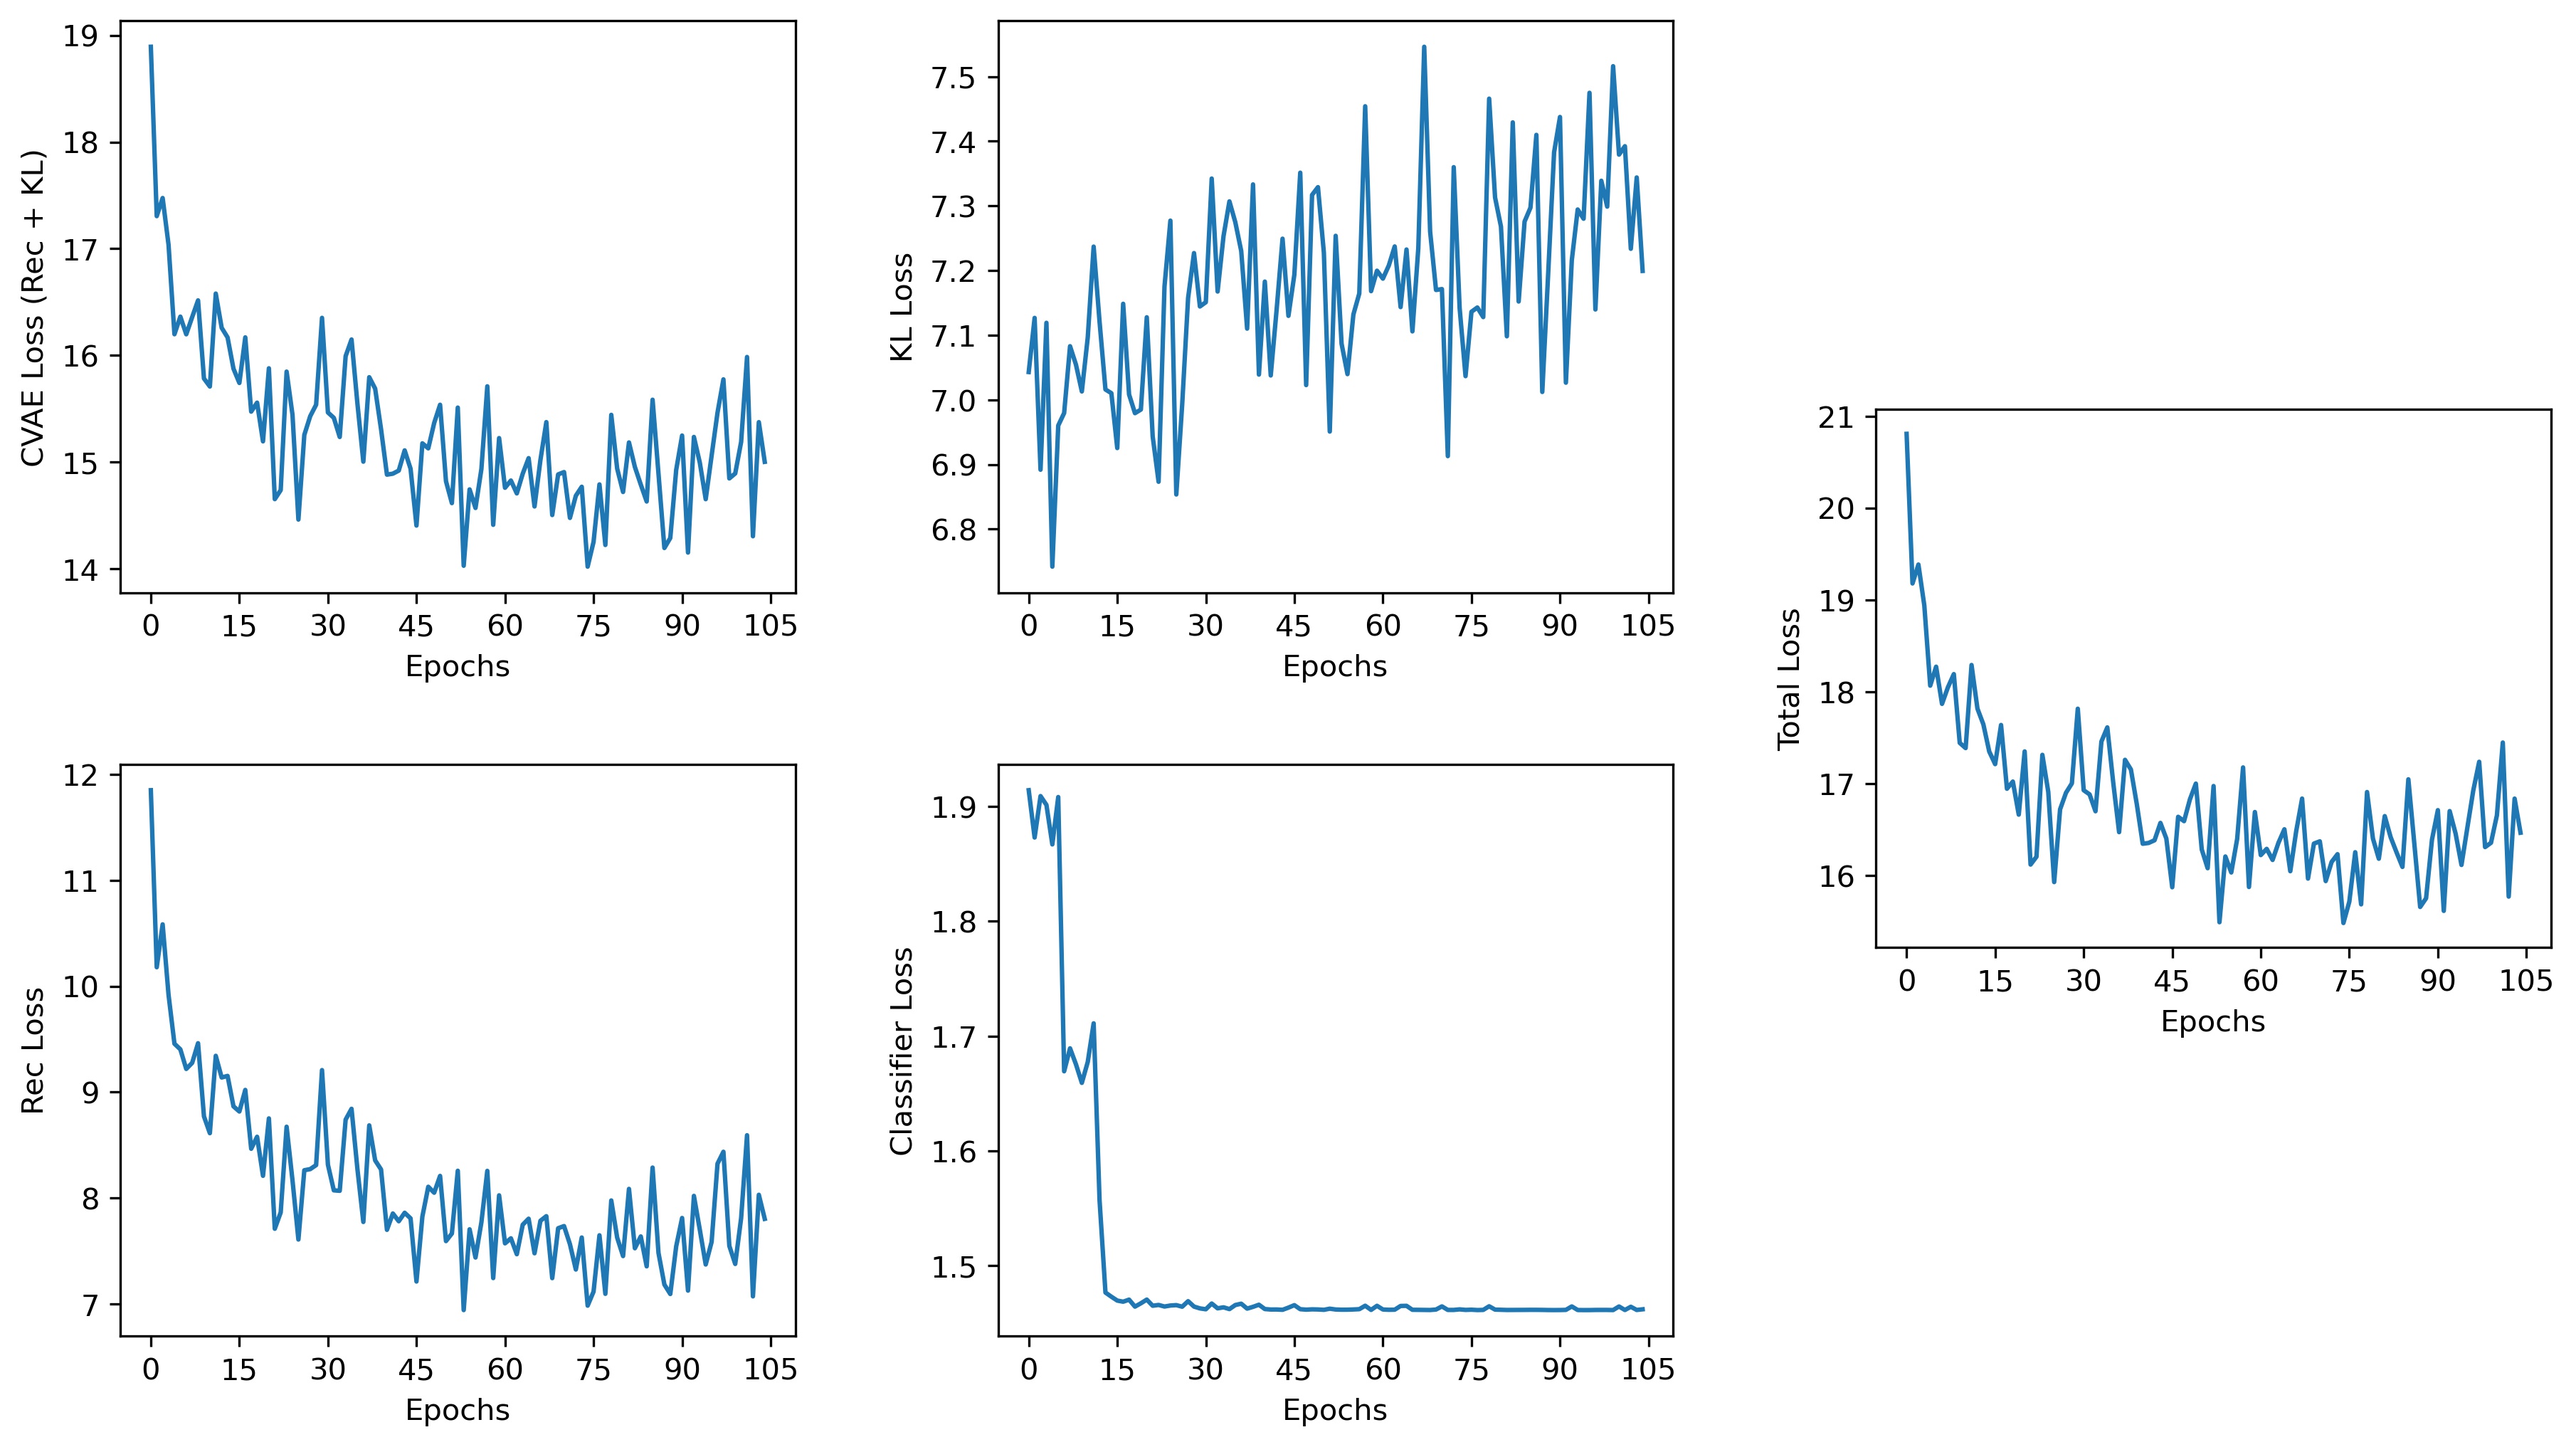 CVAE Loss (Rec + KL)
19
18
17
16
15
14
0 15 30 45 60 75 90 105
Epochs
KL Loss
7.5
7.4
7.3
7.2
7.1
7.0
6.9
6.8
0 15 30 45 60 75 90 105
Epochs
Rec Loss
12
11
10
9
8
7
0 15 30 45 60 75 90 105
Epochs
Classifier Loss
1.9
1.8
1.7
1.6
1.5
0 15 30 45 60 75 90 105
Epochs
Total Loss
21
20
19
18
17
16
0 15 30 45 60 75 90 105
Epochs